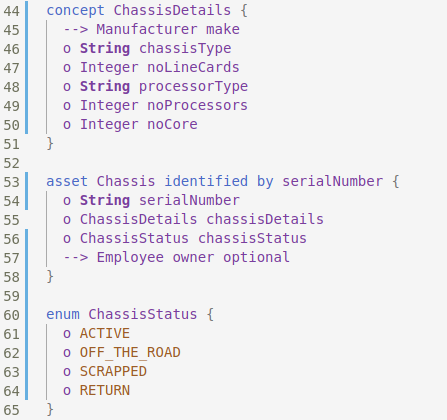 44 concept ChassisDetails {
45   --> Manufacturer make
46   o String chassisType
47   o Integer noLineCards
48   o String processorType
49   o Integer noProcessors
50   o Integer noCore
51 }
52
53 asset Chassis identified by serialNumber {
54   o String serialNumber
55   o ChassisDetails chassisDetails
56   o ChassisStatus chassisStatus
57   --> Employee owner optional
58 }
59
60 enum ChassisStatus {
61   o ACTIVE
62   o OFF_THE_ROAD
63   o SCRAPPED
64   o RETURN
65 }